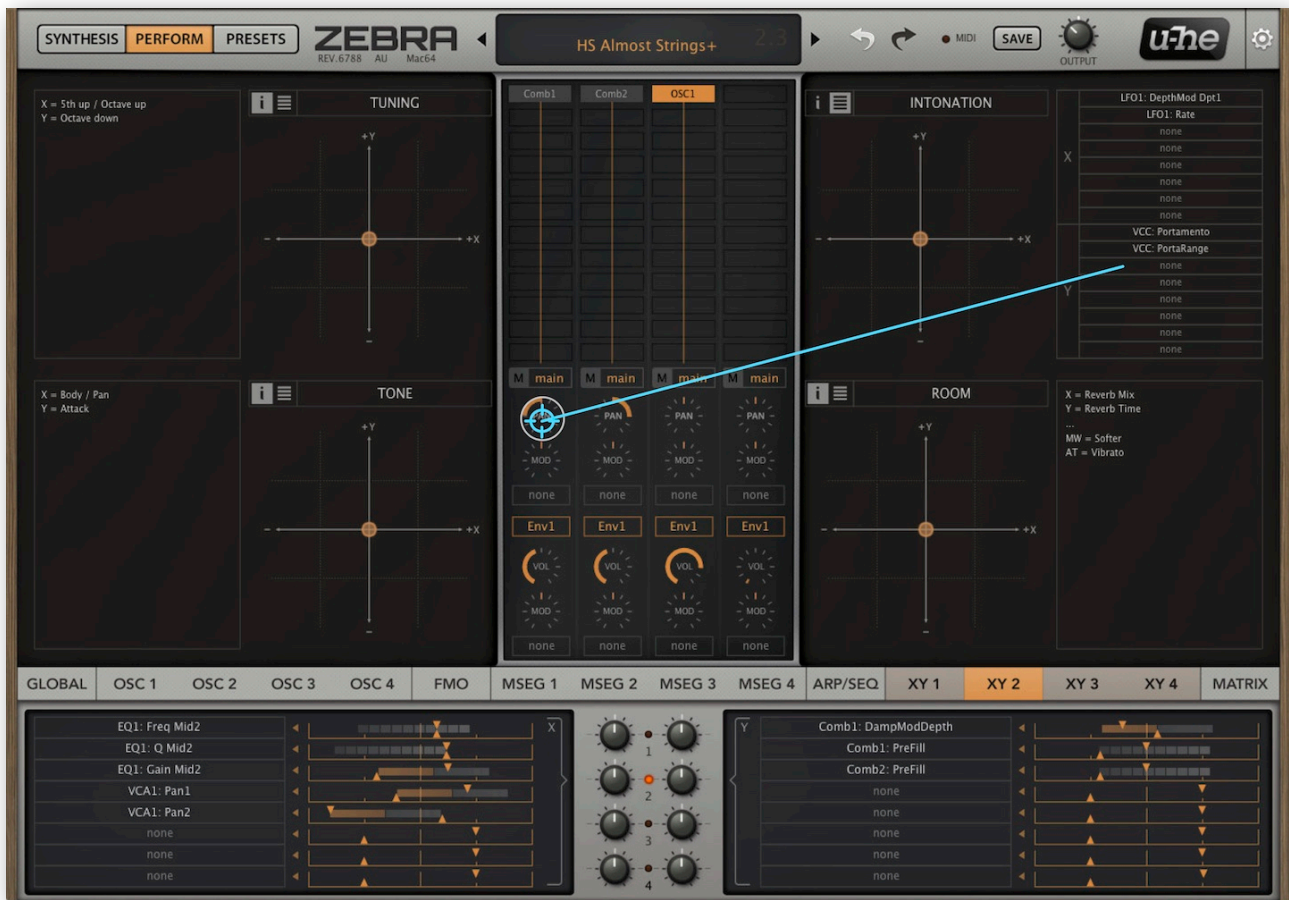 SYNTHESIS PERFORM PRESETS
ZEBRA
REV.6788 AU Mac64
HS Almost Strings+ 2.3
MIDI
SAVE
OUTPUT
u-he
X = 5th up / Octave up
Y = Octave down
i TUNING
+Y
- +X
-
Comb1 Comb2 OSC1
i INTONATION
+Y
- +X
-
X
LFO1: DepthMod Dpt1
LFO1: Rate
none
none
none
none
none
none
Y
VCC: Portamento
VCC: PortaRange
none
none
none
none
none
none
M main M main M main M main
PAN PAN PAN
MOD MOD MOD MOD
none none none none
Env1 Env1 Env1 Env1
VOL VOL VOL VOL
MOD MOD MOD MOD
none none none none
X = Body / Pan
Y = Attack
i TONE
+Y
- +X
-
i ROOM
+Y
- +X
-
X = Reverb Mix
Y = Reverb Time
...
MW = Softer
AT = Vibrato
GLOBAL OSC 1 OSC 2 OSC 3 OSC 4 FMO MSEG 1 MSEG 2 MSEG 3 MSEG 4 ARP/SEQ XY 1 XY 2 XY 3 XY 4 MATRIX
X
EQ1: Freq Mid2
EQ1: Q Mid2
EQ1: Gain Mid2
VCA1: Pan1
VCA1: Pan2
none
none
none
1
2
3
4
Y
Comb1: DampModDepth
Comb1: PreFill
Comb2: PreFill
none
none
none
none
none